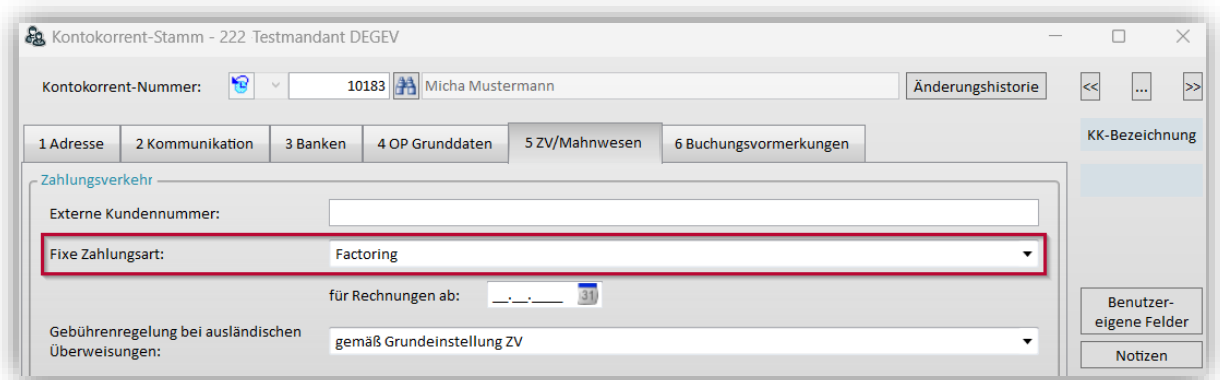 Kontokorrent-Stamm - 222 Testmandant DEGEV
Kontokorrent-Nummer: 10183 Micha Mustermann Änderungshistorie << ... >>
1 Adresse 2 Kommunikation 3 Banken 4 OP Grunddaten 5 ZV/Mahnwesen 6 Buchungsvormerkungen
KK-Bezeichnung
Zahlungsverkehr
Externe Kundennummer:
Fixe Zahlungsart: Factoring
für Rechnungen ab: __.__.____ 31
Gebührenregelung bei ausländischen
Überweisungen:
gemäß Grundeinstellung ZV
Benutzer-
eigene Felder
Notizen